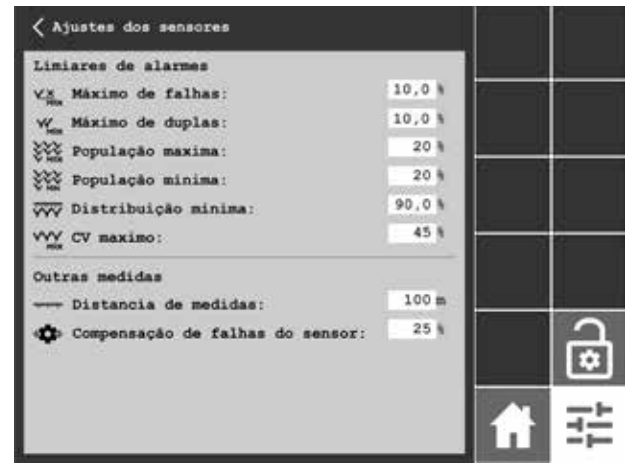 Ajustes dos sensores
Limiares de alarmes
Máximo de falhas: 10,0 %
Máximo de duplas: 10,0 %
População maxima: 20 %
População minima: 20 %
Distribuição minima: 90,0 %
CV maximo: 45 %
Outras medidas
Distancia de medidas: 100 m
Compensação de falhas do sensor: 25 %